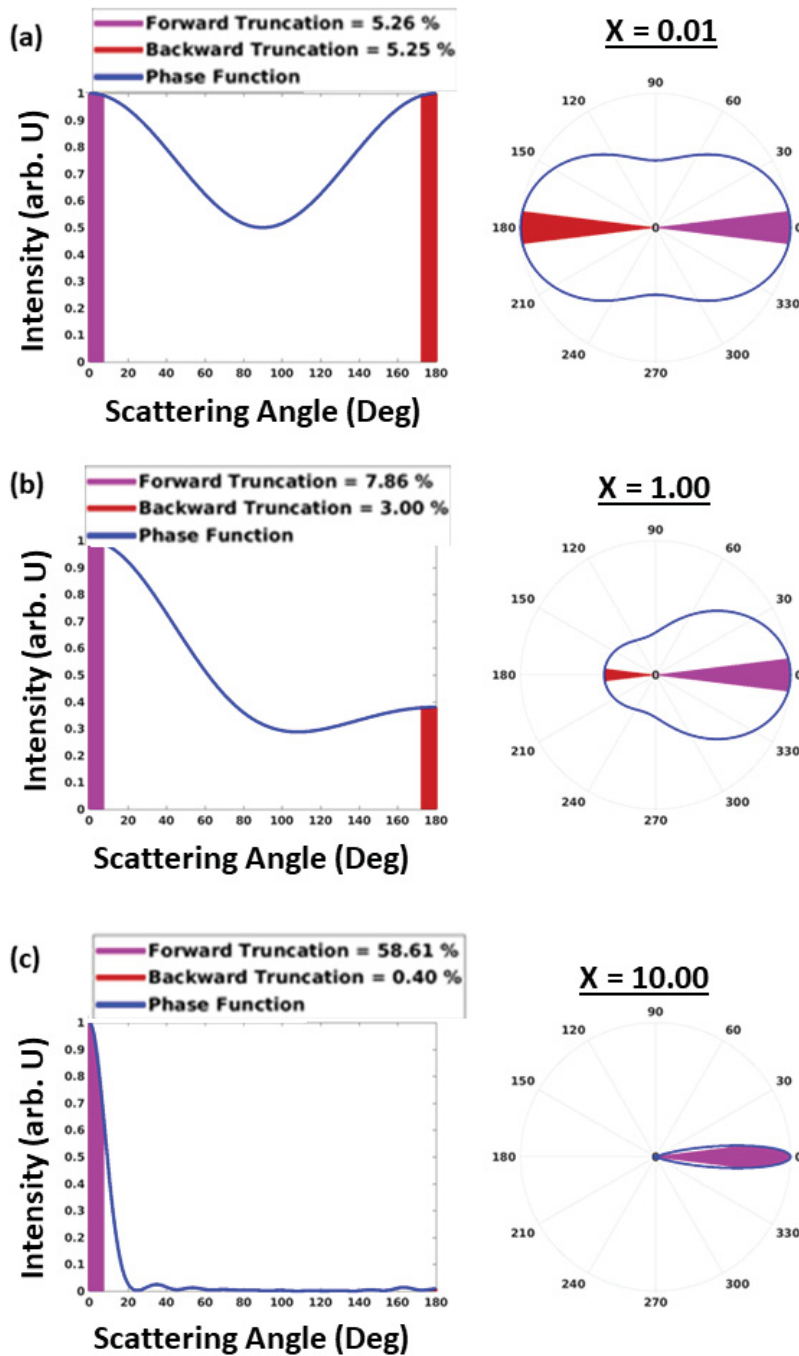 (a)
Forward Truncation = 5.26 %
Backward Truncation = 5.25 %
Phase Function
X = 0.01
Intensity (arb. U)
1
0.9
0.8
0.7
0.6
0.5
0.4
0.3
0.2
0.1
0
0 20 40 60 80 100 120 140 160 180
Scattering Angle (Deg)
90
120 60
150 30
180 0 0
210 330
240 300
270
(b)
Forward Truncation = 7.86 %
Backward Truncation = 3.00 %
Phase Function
X = 1.00
Intensity (arb. U)
1
0.9
0.8
0.7
0.6
0.5
0.4
0.3
0.2
0.1
0
0 20 40 60 80 100 120 140 160 180
Scattering Angle (Deg)
90
120 60
150 30
180 0 0
210 330
240 300
270
(c)
Forward Truncation = 58.61 %
Backward Truncation = 0.40 %
Phase Function
X = 10.00
Intensity (arb. U)
1
0.9
0.8
0.7
0.6
0.5
0.4
0.3
0.2
0.1
0
0 20 40 60 80 100 120 140 160 180
Scattering Angle (Deg)
90
120 60
150 30
180 0 0
210 330
240 300
270